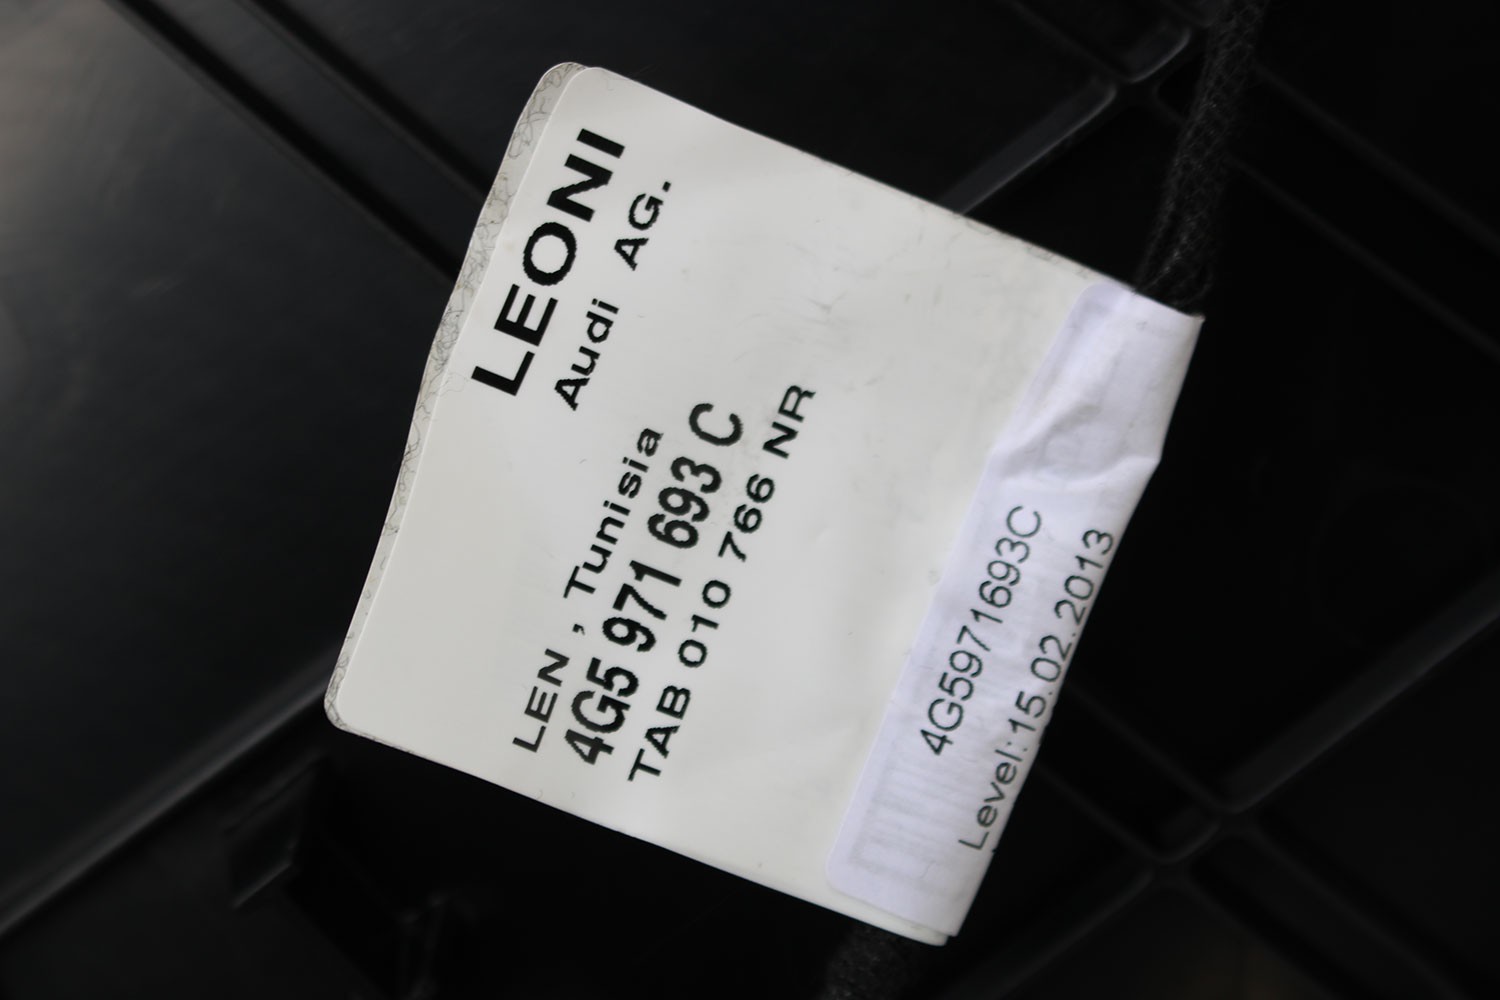 LEONI
Audi AG.
LEN , Tunisia
4G5 971 693 C
TAB 010 766 NR
4G5971693C
Level:15.02.2013